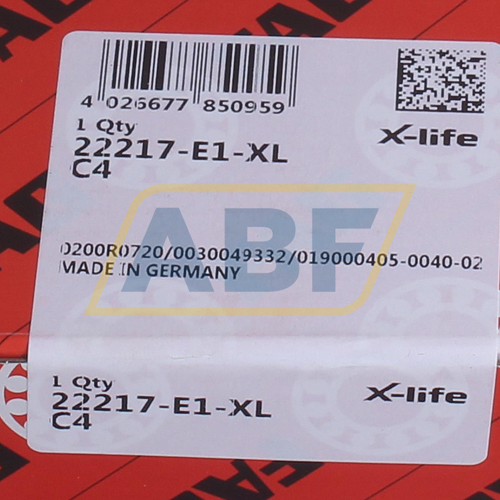 4 026677 850959
1 Qty
22217-E1-XL
C4
X-life
ABF
0200R0720/0030049332/019000405-0040-02
MADE IN GERMANY
1 Qty
22217-E1-XL
C4
X-life